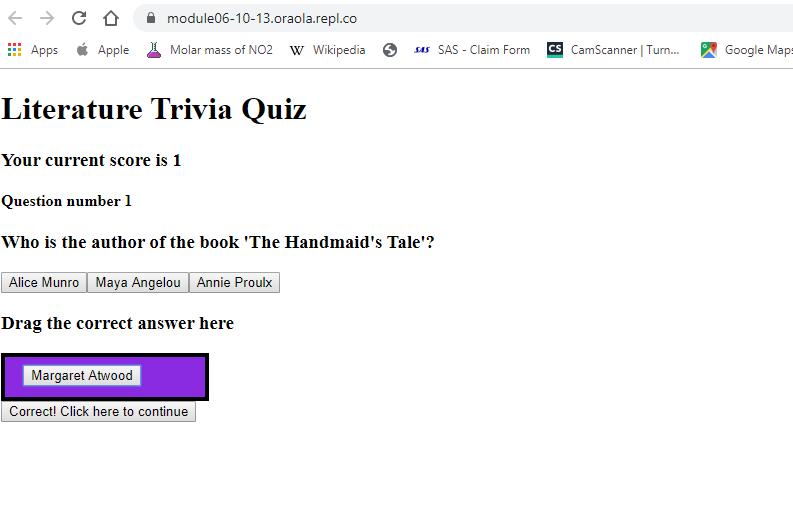 module06-10-13.oraola.repl.co
Apps Apple Molar mass of NO2 W Wikipedia SAS SAS - Claim Form CS CamScanner | Turn... Google Maps
Literature Trivia Quiz
Your current score is 1
Question number 1
Who is the author of the book 'The Handmaid's Tale'?
Alice Munro Maya Angelou Annie Proulx
Drag the correct answer here
Margaret Atwood
Correct! Click here to continue